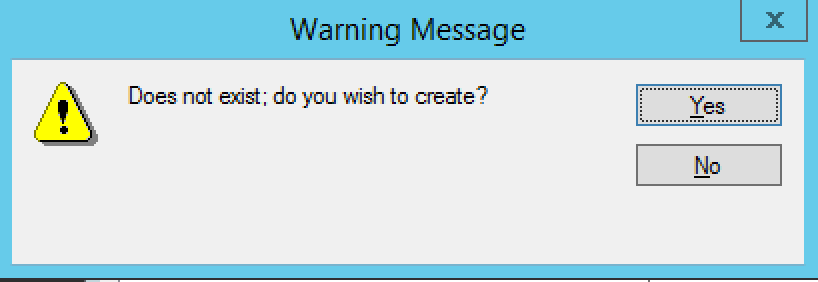 Warning Message
x
Does not exist; do you wish to create?
Yes
No